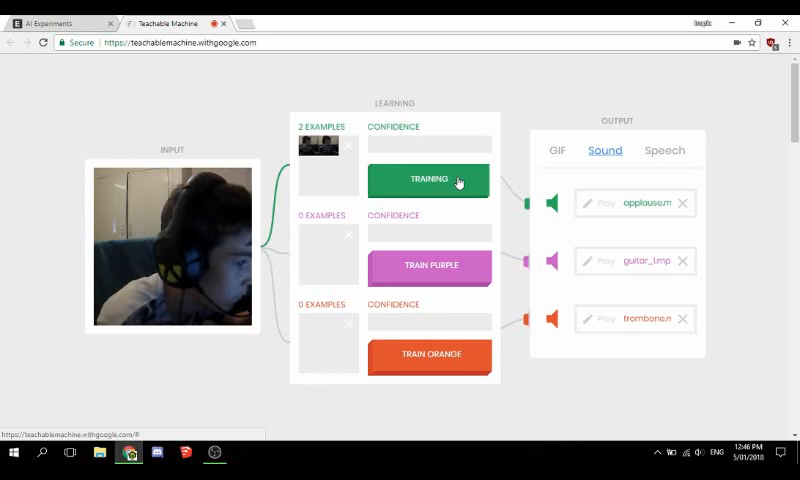 AI Experiments
Teachable Machine
Secure
https://teachablemachine.withgoogle.com
LEARNING
INPUT
OUTPUT
2 EXAMPLES
CONFIDENCE
TRAINING
0 EXAMPLES
CONFIDENCE
TRAIN PURPLE
0 EXAMPLES
CONFIDENCE
TRAIN ORANGE
GIF
Sound
Speech
Play
applause.m
Play
guitar_1.mp
Play
trombone.n
https://teachablemachine.withgoogle.com/#
ENG
12:46 PM
5/01/2018